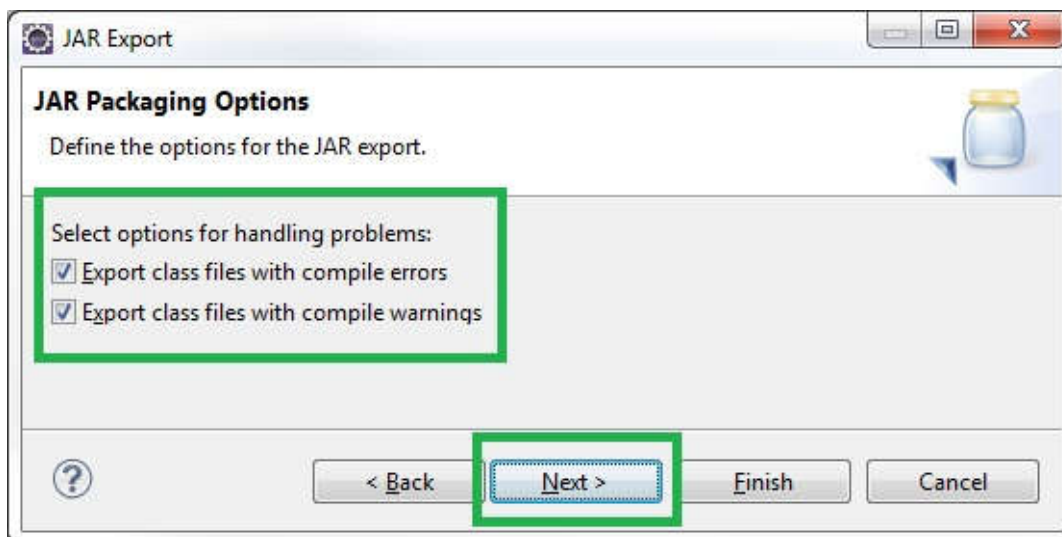 JAR Export
JAR Packaging Options
Define the options for the JAR export.
Select options for handling problems:
Export class files with compile errors
Export class files with compile warnings
?
< Back
Next >
Finish
Cancel